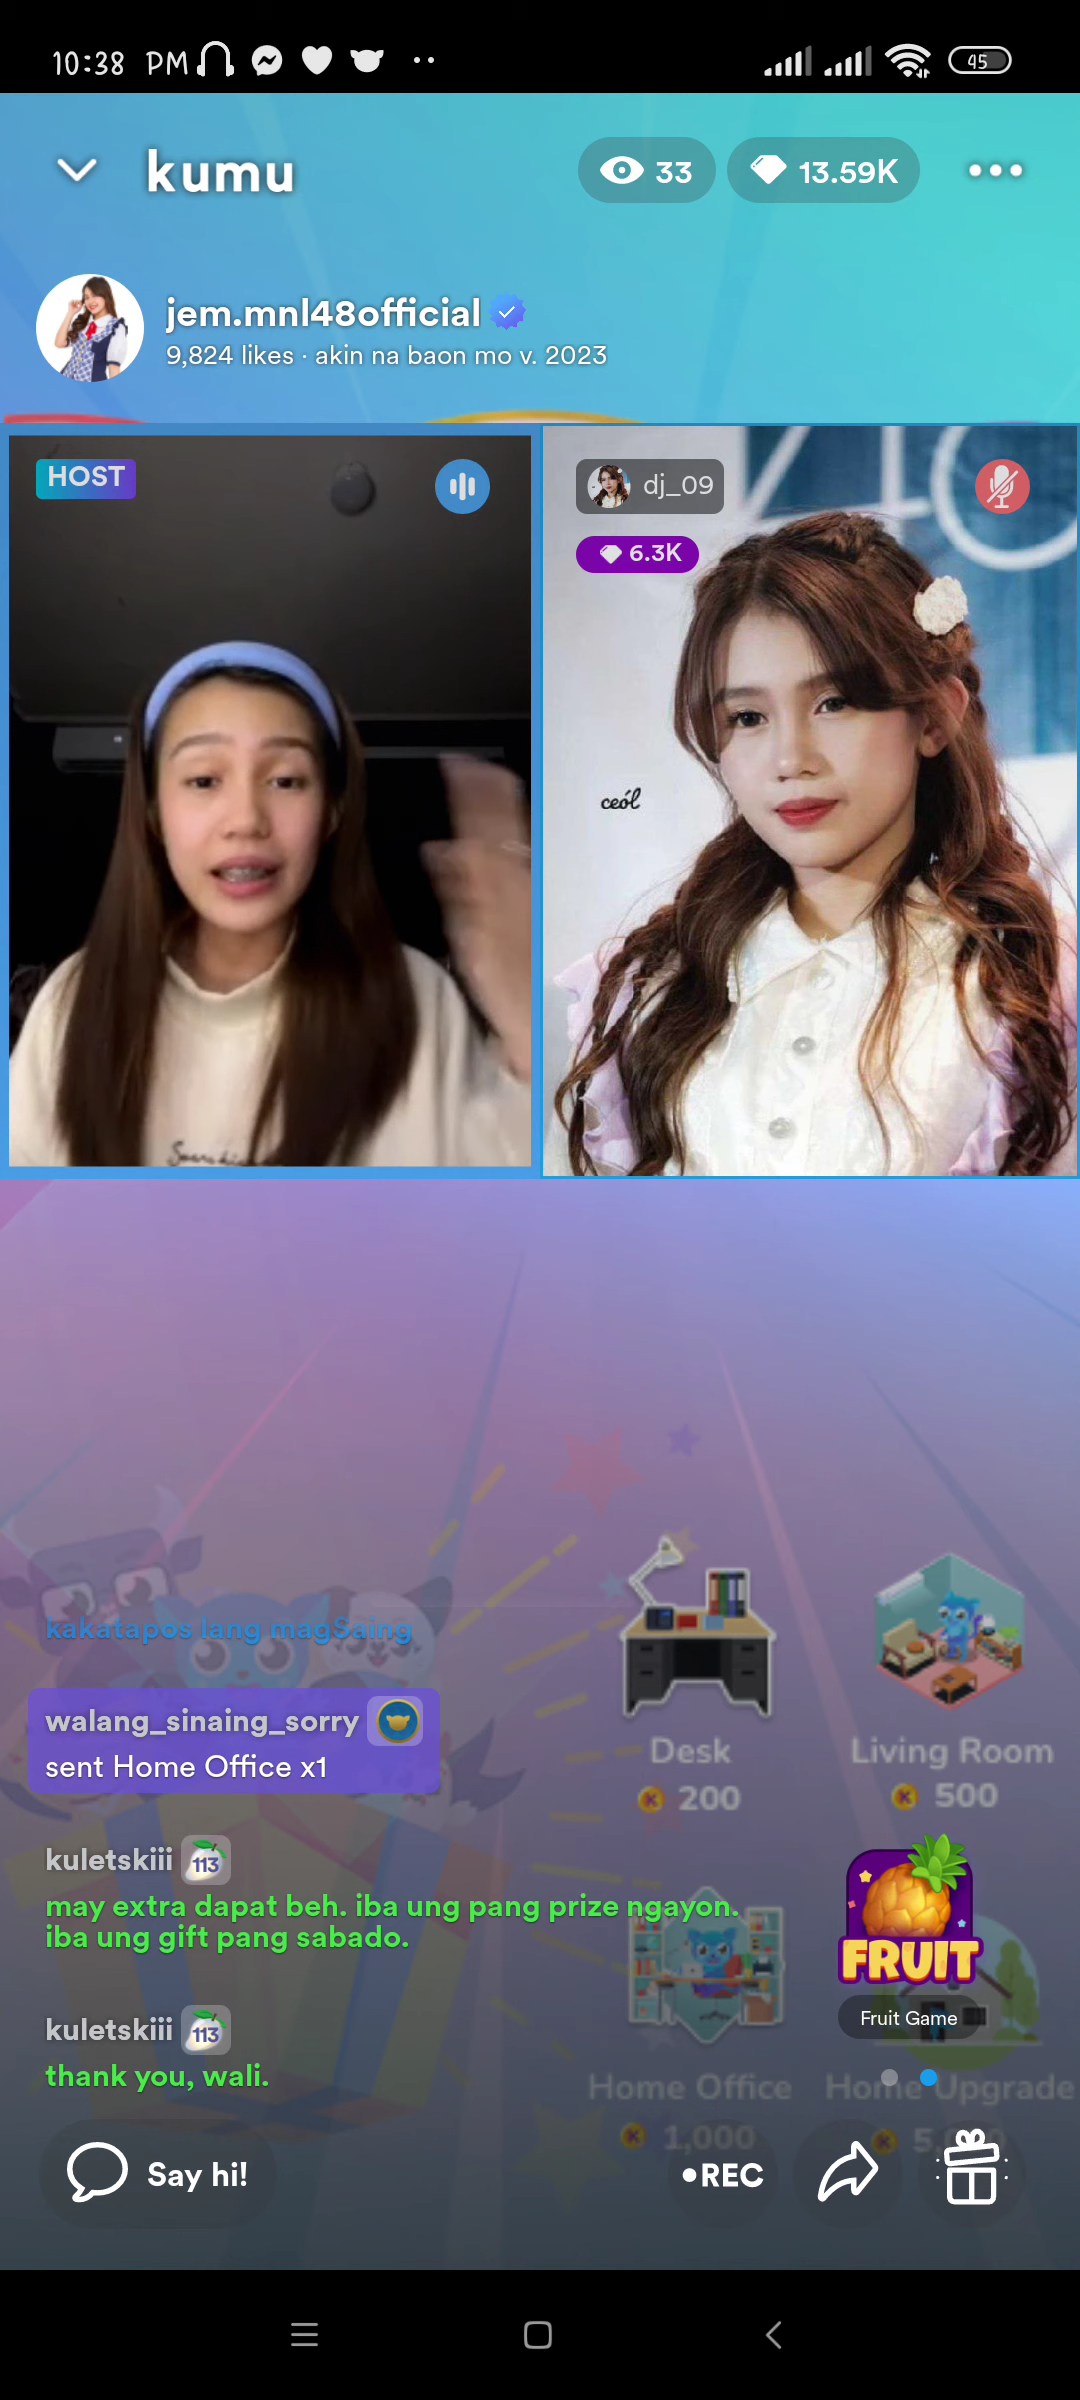 10:38 PM
45
kumu
33
13.59K
jem.mnl48official
9,824 likes · akin na baon mo v. 2023
HOST
dj_09
6.3K
ceól
kakatapos lang magSaing
walang_sinaing_sorry
sent Home Office x1
kuletskiii 113
may extra dapat beh. iba ung pang prize ngayon.
iba ung gift pang sabado.
kuletskiii 113
thank you, wali.
Desk
200
Living Room
500
FRUIT
Fruit Game
Home Office
1,000
Home Upgrade
Say hi!
•REC